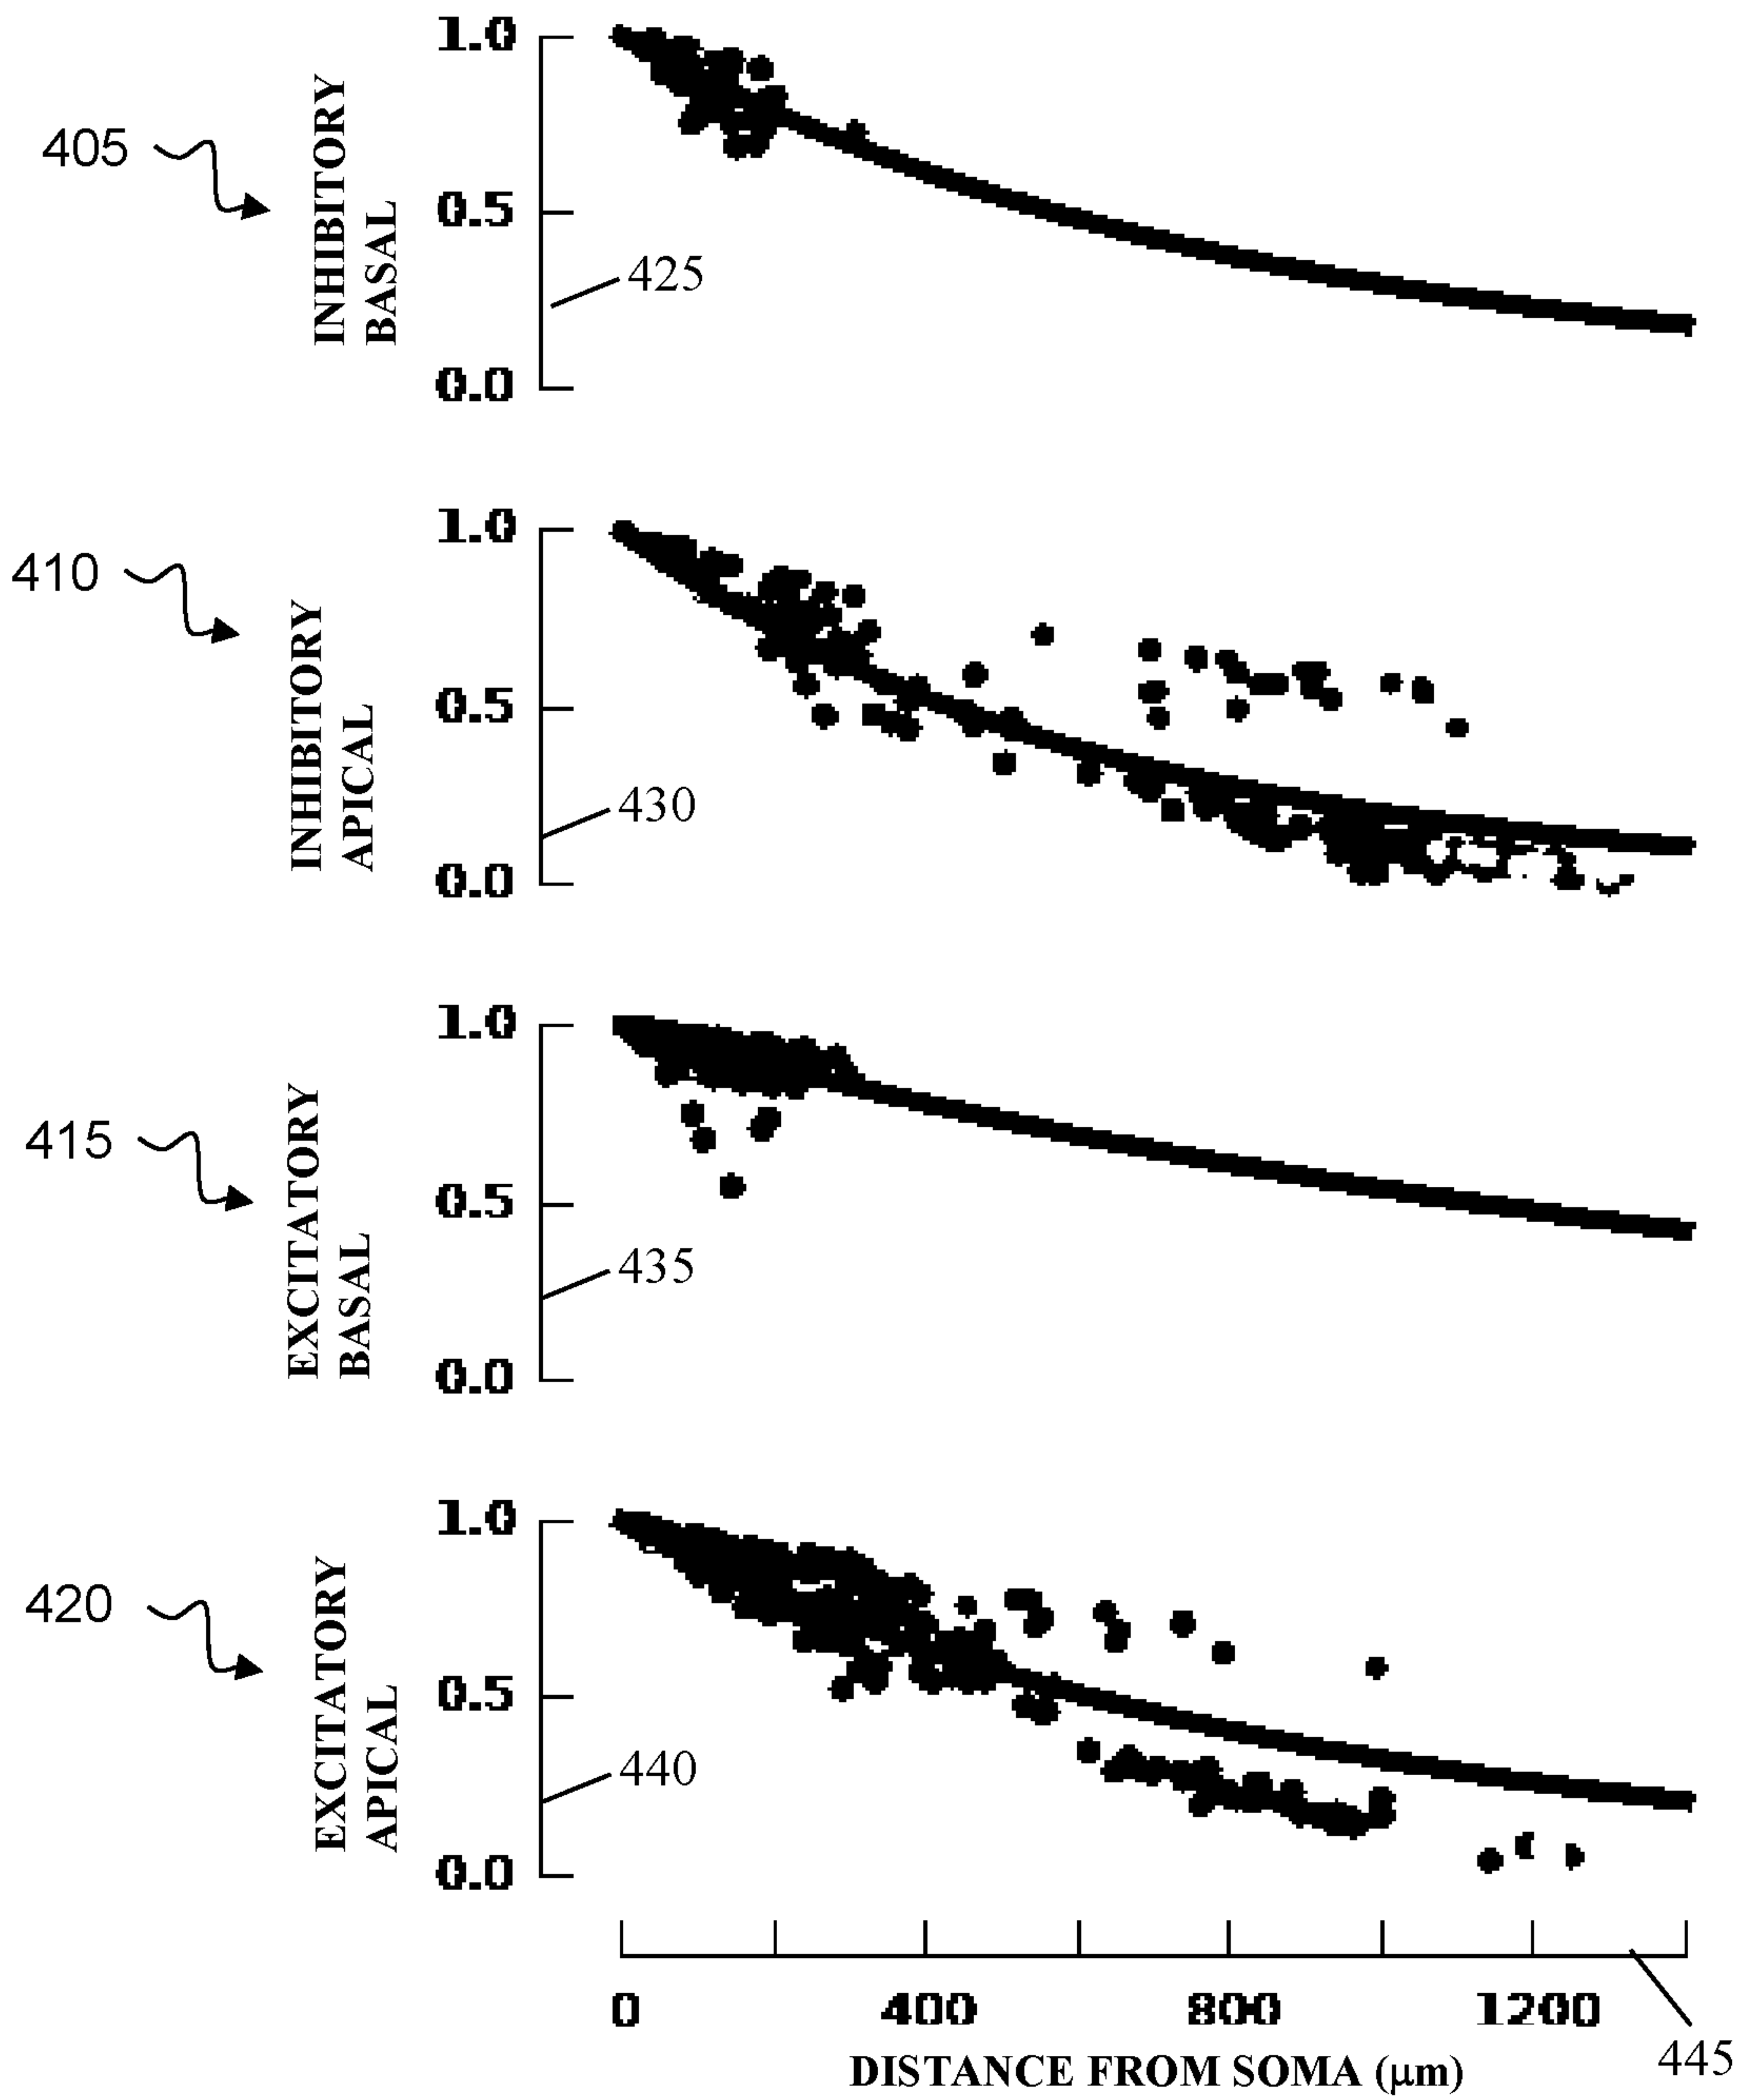 1.0
405
INHIBITORY
BASAL
0.5
425
0.0
1.0
410
INHIBITORY
APICAL
0.5
430
0.0
1.0
415
EXCITATORY
BASAL
0.5
435
0.0
1.0
420
EXCITATORY
APICAL
0.5
440
0.0
0 400 800 1200
445
DISTANCE FROM SOMA (μm)